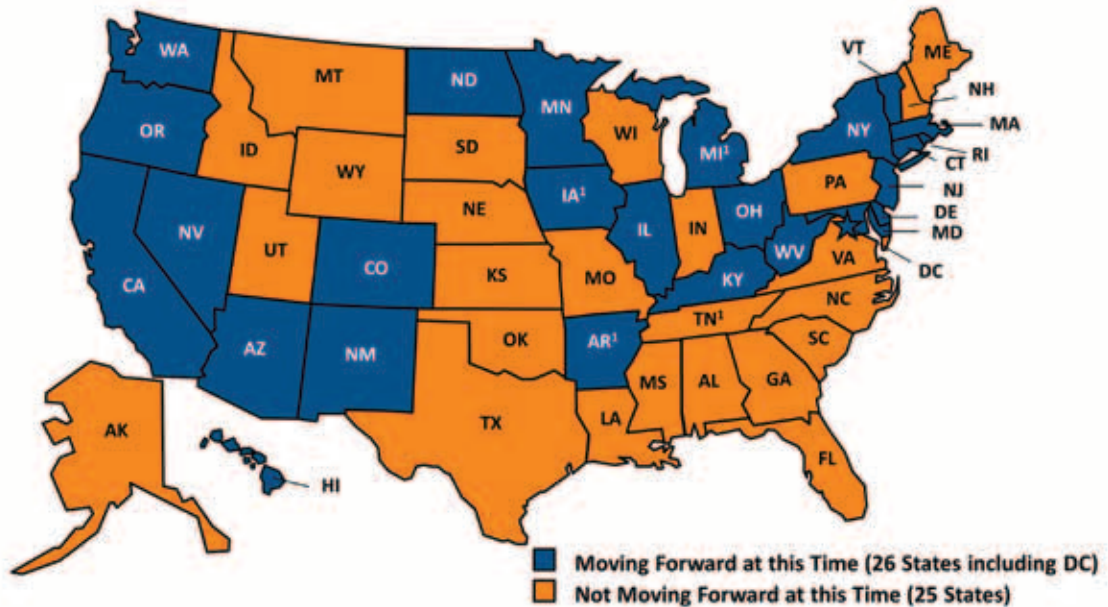 WA
MT
ND
MN
VT
ME
NH
OR
ID
SD
WI
MI¹
NY
MA
WY
RI
CT
IA¹
PA
NJ
NE
NV
UT
CO
IL
IN
OH
DE
MD
WV
VA
DC
CA
KS
MO
KY
NC
TN¹
AZ
NM
OK
AR¹
SC
MS
AL
GA
AK
TX
LA
FL
HI
Moving Forward at this Time (26 States including DC)
Not Moving Forward at this Time (25 States)